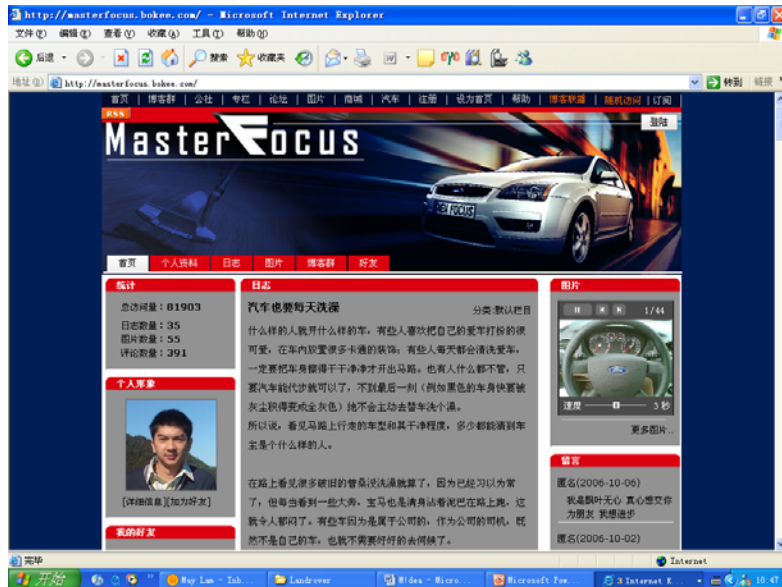 http://masterfocus.bokee.com/ - Microsoft Internet Explorer
文件(F) 编辑(E) 查看(V) 收藏(A) 工具(T) 帮助(H)
后退 搜索 收藏夹
地址(D) http://masterfocus.bokee.com/ 转到 链接
首页 | 博客群 | 公社 | 专栏 | 论坛 | 图片 | 商城 | 汽车 | 注册 | 设为首页 | 帮助 | 博客联播 | 随机访问 | 订阅
RSS
登陆
Master Focus
NEW FOCUS
首页 个人资料 日志 图片 博客群 好友
统计
总访问量：81903
日志数量：35
图片数量：55
评论数量：391
个人形象
[详细信息][加为好友]
我的好友
日志
汽车也要每天洗澡 分类:默认栏目
什么样的人就开什么样的车，有些人喜欢把自己的爱车打扮的很
可爱，在车内放置很多卡通的装饰；有些人每天都会清洗爱车，
一定要把车身擦得干干净净才开出马路。也有人什么都不管，只
要汽车能代步就可以了，不到最后一刻（例如黑色的车身快要被
灰尘积得变成全灰色）绝不会主动去替车洗个澡。
所以说，看见马路上行走的车型和其干净程度，多少都能猜到车
主是个什么样的人。
在路上看见很多破旧的普桑没洗澡就算了，因为已经习以为常
了，但每当看到一些大奔，宝马也是满身沾着泥巴在路上跑，这
就令人郁闷了。有些车因为是属于公司的，作为公司的司机，既
然不是自己的车，也就不需要好好的去伺候了。
图片
1/44
速度 3 秒
更多图片..
留言
匿名(2006-10-06)
我是飘叶无心 真心想交你
为朋友 我想进步
匿名(2006-10-02)
完毕 Internet
开始 May Lam - Inb... Landrover Midea - Micro... Microsoft Pow... 3 Internet E... 10:47